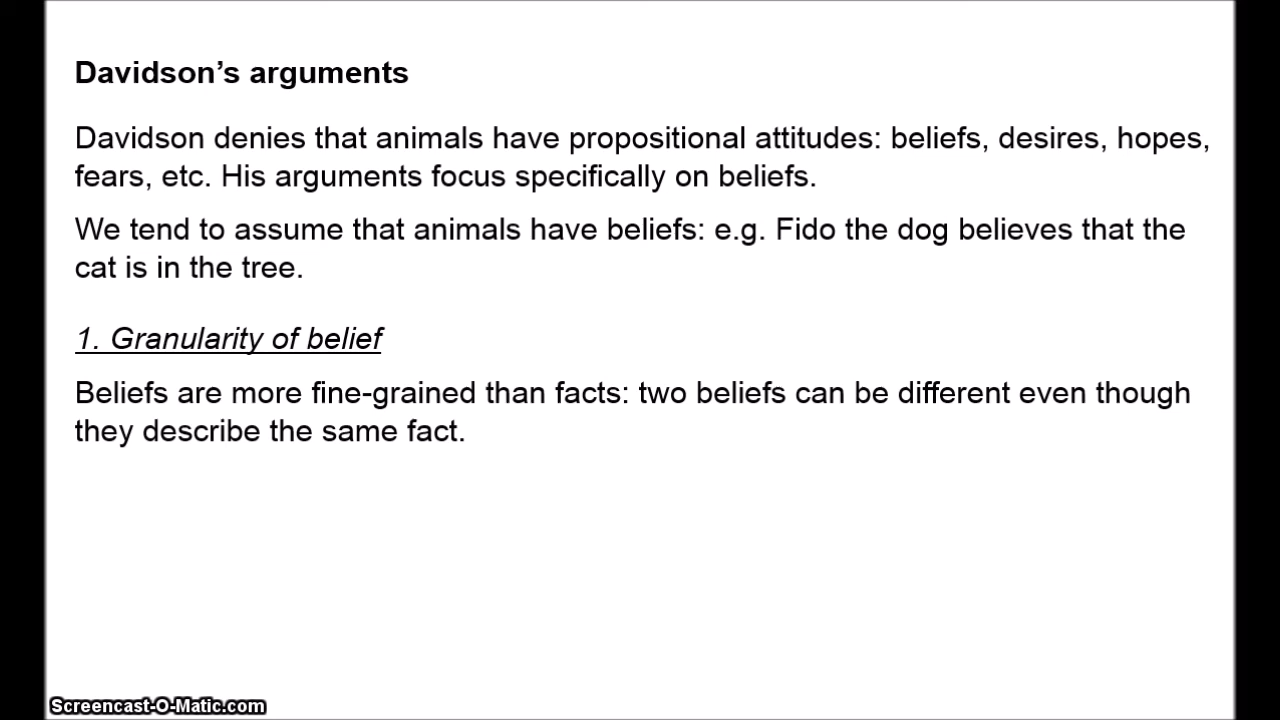 Davidson’s arguments
Davidson denies that animals have propositional attitudes: beliefs, desires, hopes,
fears, etc. His arguments focus specifically on beliefs.
We tend to assume that animals have beliefs: e.g. Fido the dog believes that the
cat is in the tree.
1. Granularity of belief
Beliefs are more fine-grained than facts: two beliefs can be different even though
they describe the same fact.
Screencast-O-Matic.com